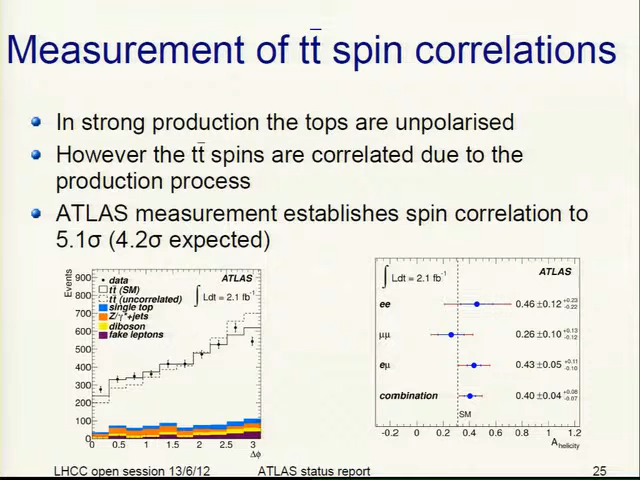 Measurement of tt̄ spin correlations
In strong production the tops are unpolarised
However the tt̄ spins are correlated due to the
production process
ATLAS measurement establishes spin correlation to
5.1σ (4.2σ expected)
Events
900
800
700
600
500
400
300
200
100
0
data
tt̄ (SM)
tt̄ (uncorrelated)
single top
Z/γ*+jets
diboson
fake leptons
ATLAS
∫ Ldt = 2.1 fb⁻¹
0 0.5 1 1.5 2 2.5 3
Δφ
∫ Ldt = 2.1 fb⁻¹
ATLAS
ee 0.46 ±0.12 +0.23 -0.22
μμ 0.26 ±0.10 +0.13 -0.12
eμ 0.43 ±0.05 +0.11 -0.10
combination 0.40 ±0.04 +0.08 -0.07
SM
-0.2 0 0.2 0.4 0.6 0.8 1 1.2
A helicity
LHCC open session 13/6/12 ATLAS status report 25